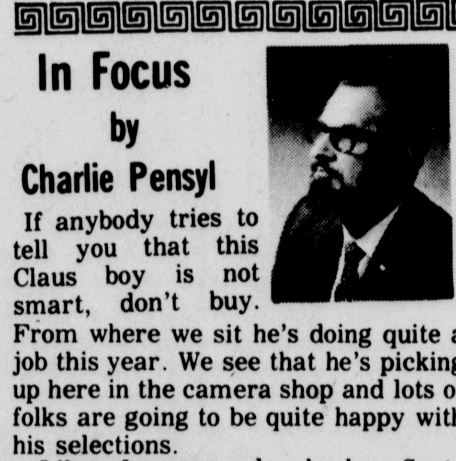 In Focus
by
Charlie Pensyl
If anybody tries to
tell you that this
Claus boy is not
smart, don't buy.
From where we sit he's doing quite a
job this year. We see that he's picking
up here in the camera shop and lots o
folks are going to be quite happy with
his selections.